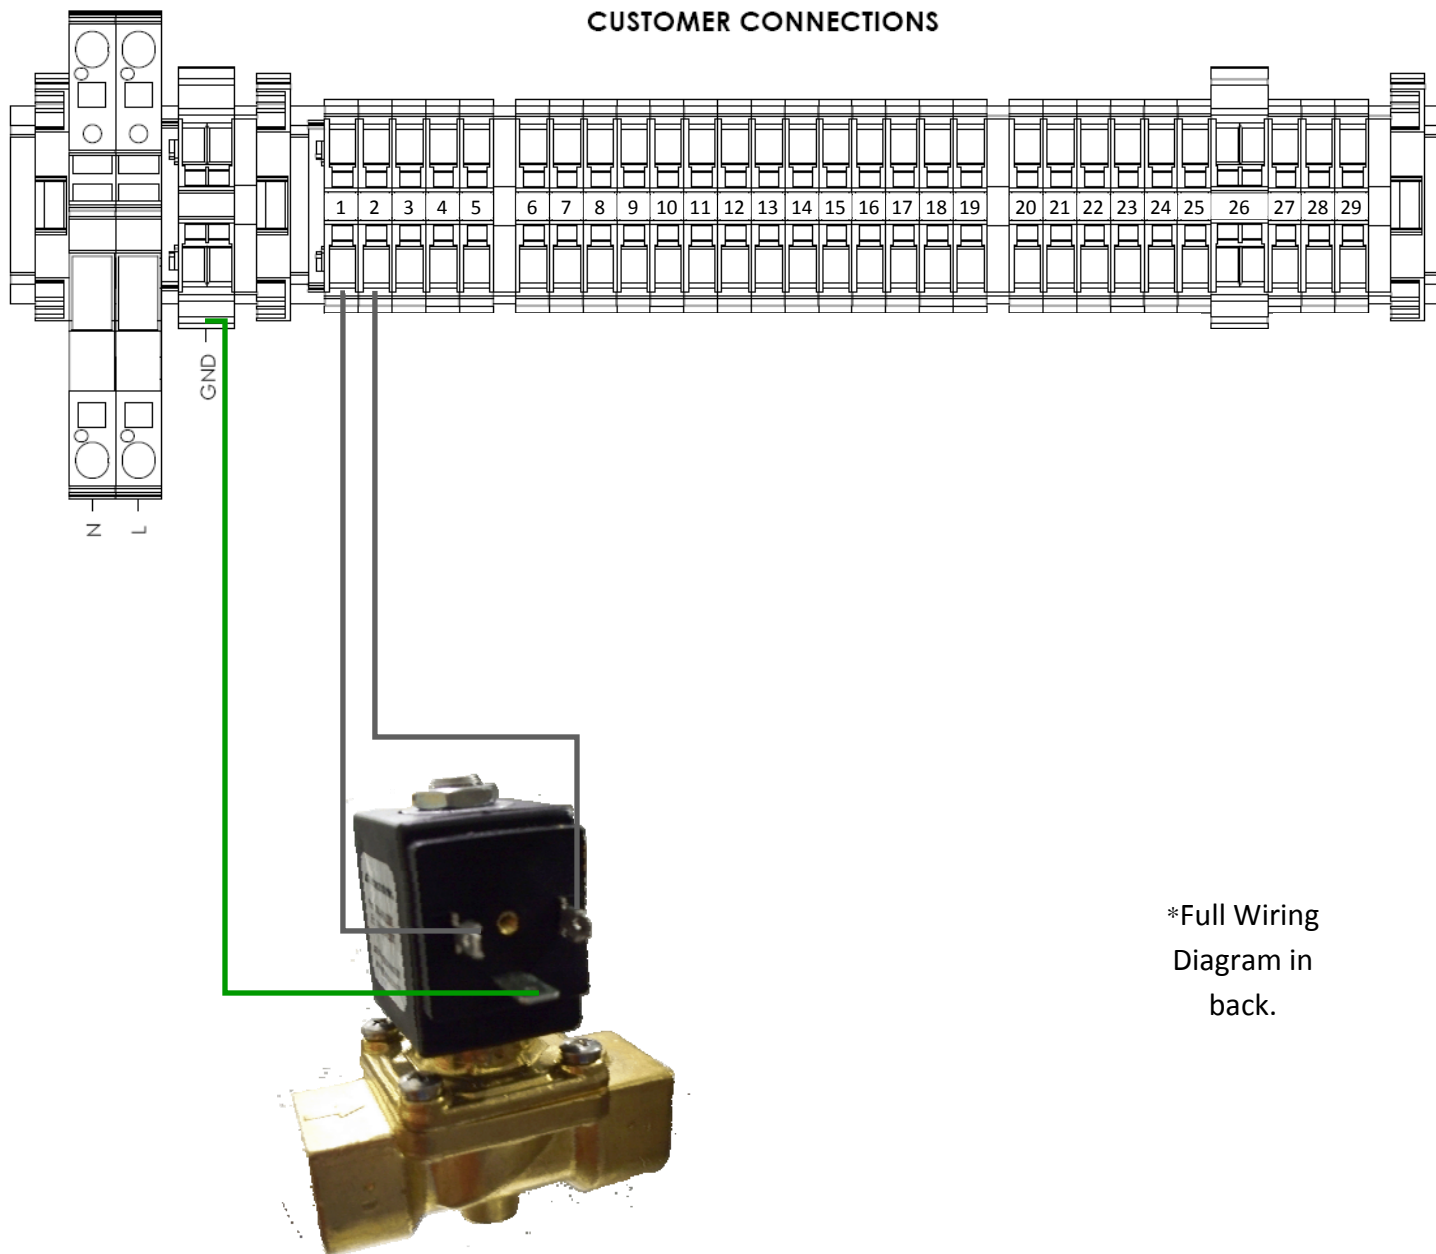 CUSTOMER CONNECTIONS
1 2 3 4 5 6 7 8 9 10 11 12 13 14 15 16 17 18 19 20 21 22 23 24 25 26 27 28 29
GND
N L
*Full Wiring
Diagram in
back.